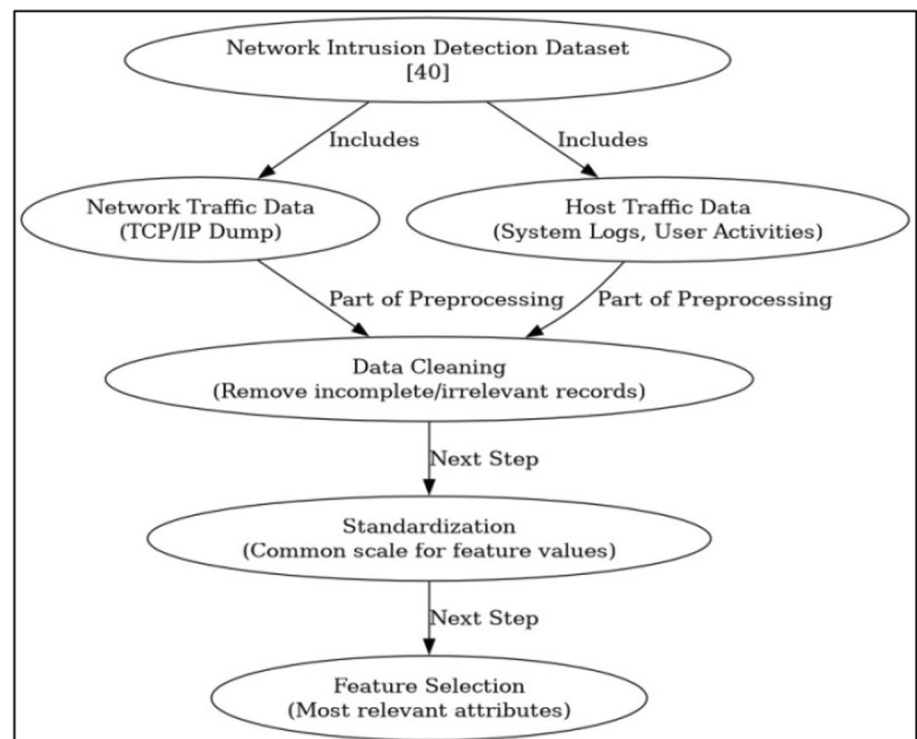 Network Intrusion Detection Dataset
[40]
Includes
Includes
Network Traffic Data
(TCP/IP Dump)
Host Traffic Data
(System Logs, User Activities)
Part of Preprocessing
Part of Preprocessing
Data Cleaning
(Remove incomplete/irrelevant records)
Next Step
Standardization
(Common scale for feature values)
Next Step
Feature Selection
(Most relevant attributes)